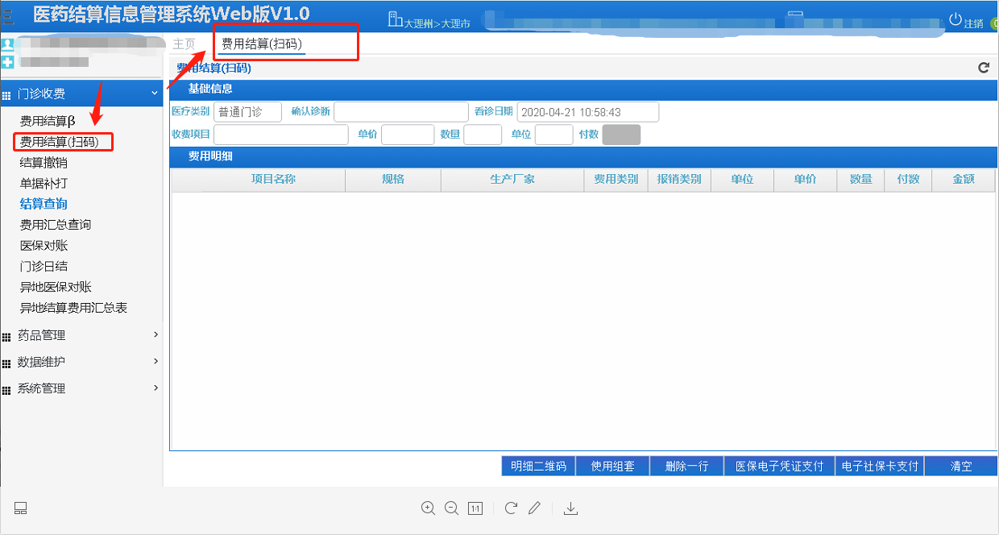 医药结算信息管理系统Web版V1.0
大理州>大理市
注销
主页 费用结算(扫码)
费用结算(扫码)
门诊收费
费用结算β
费用结算(扫码)
结算撤销
单据补打
结算查询
费用汇总查询
医保对账
门诊日结
异地医保对账
异地结算费用汇总表
药品管理
数据维护
系统管理
基础信息
医疗类别 普通门诊 确认诊断 看诊日期 2020-04-21 10:58:43
收费项目 单价 数量 单位 付数
费用明细
项目名称 规格 生产厂家 费用类别 报销类别 单位 单价 数量 付数 金额
明细二维码 使用组套 删除一行 医保电子凭证支付 电子社保卡支付 清空
1:1